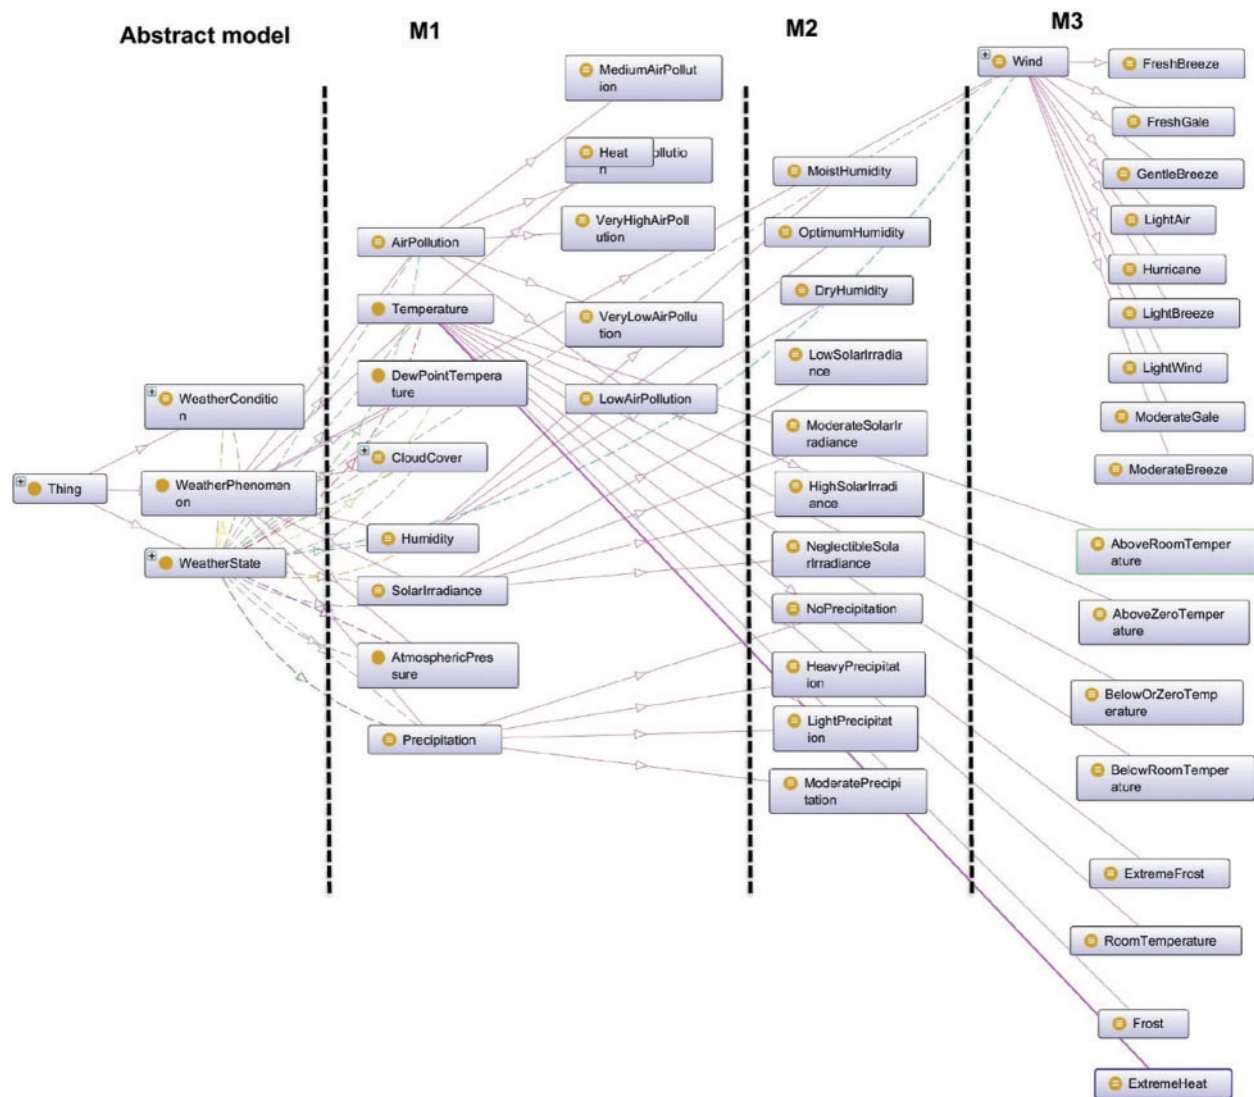 Abstract model
M1
M2
M3
Thing
WeatherConditio
n
WeatherPhenomen
on
WeatherState
AirPollution
Temperature
DewPointTempera
ture
CloudCover
Humidity
SolarIrradiance
AtmosphericPres
sure
Precipitation
MediumAirPollut
ion
Heat
ollutio
n
VeryHighAirPoll
ution
VeryLowAirPollu
tion
LowAirPollution
MoistHumidity
OptimumHumidity
DryHumidity
LowSolarIrradia
nce
ModerateSolarIr
radiance
HighSolarIrradi
ance
NeglectibleSola
rIrradiance
NoPrecipitation
HeavyPrecipitat
ion
LightPrecipitat
ion
ModeratePrecipi
tation
Wind
FreshBreeze
FreshGale
GentleBreeze
LightAir
Hurricane
LightBreeze
LightWind
ModerateGale
ModerateBreeze
AboveRoomTemper
ature
AboveZeroTemper
ature
BelowOrZeroTemp
erature
BelowRoomTemper
ature
ExtremeFrost
RoomTemperature
Frost
ExtremeHeat